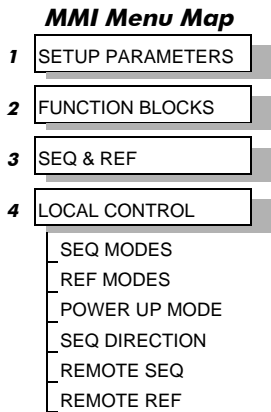 MMI Menu Map
1 SETUP PARAMETERS
2 FUNCTION BLOCKS
3 SEQ & REF
4 LOCAL CONTROL
SEQ MODES
REF MODES
POWER UP MODE
SEQ DIRECTION
REMOTE SEQ
REMOTE REF